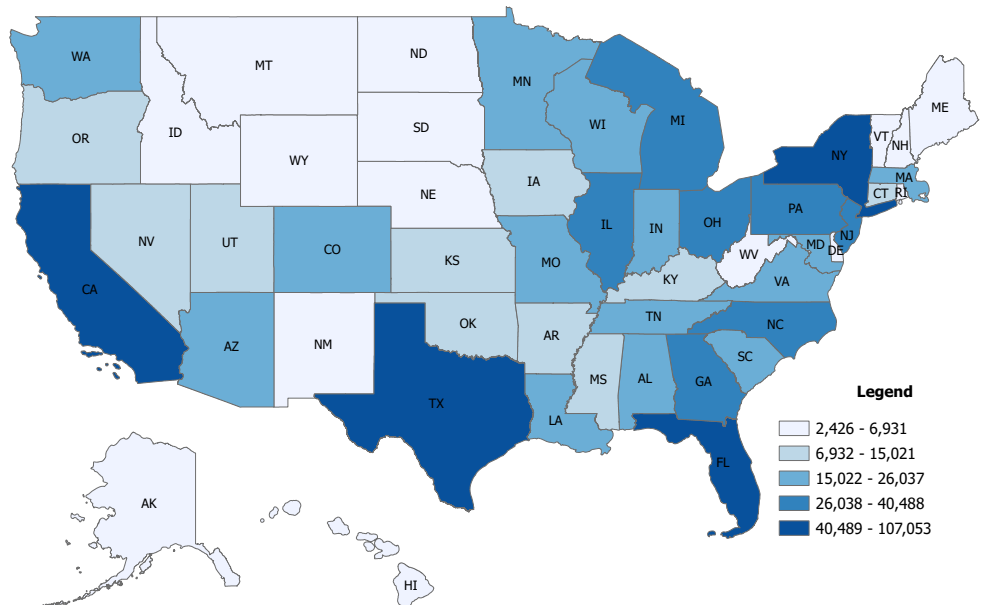 WA
MT
ND
MN
ME
OR
ID
SD
WI
MI
VT
NH
NY
WY
MA
NE
IA
CT
RI
PA
NV
UT
CO
IL
IN
OH
NJ
KS
MO
WV
MD
DE
CA
KY
VA
OK
TN
NC
AZ
NM
AR
SC
MS
AL
GA
TX
LA
FL
Legend
2,426 - 6,931
6,932 - 15,021
15,022 - 26,037
26,038 - 40,488
40,489 - 107,053
AK
HI